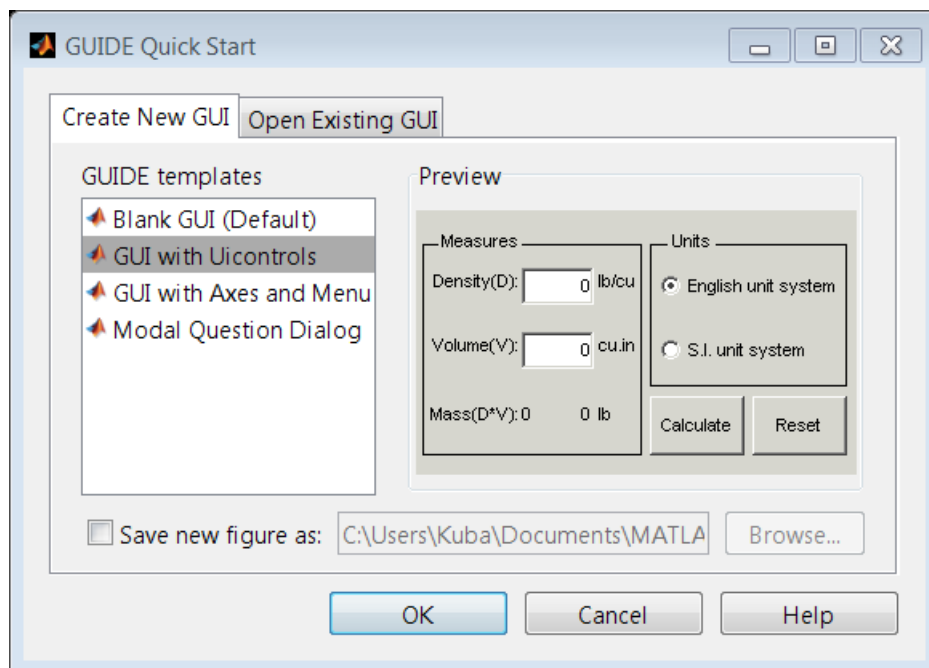 GUIDE Quick Start
Create New GUI
Open Existing GUI
GUIDE templates
Blank GUI (Default)
GUI with Uicontrols
GUI with Axes and Menu
Modal Question Dialog
Preview
Measures
Density(D): 0 lb/cu
Volume(V): 0 cu.in
Mass(D*V): 0 0 lb
Units
English unit system
S.I. unit system
Calculate
Reset
Save new figure as: C:\Users\Kuba\Documents\MATLA Browse...
OK Cancel Help